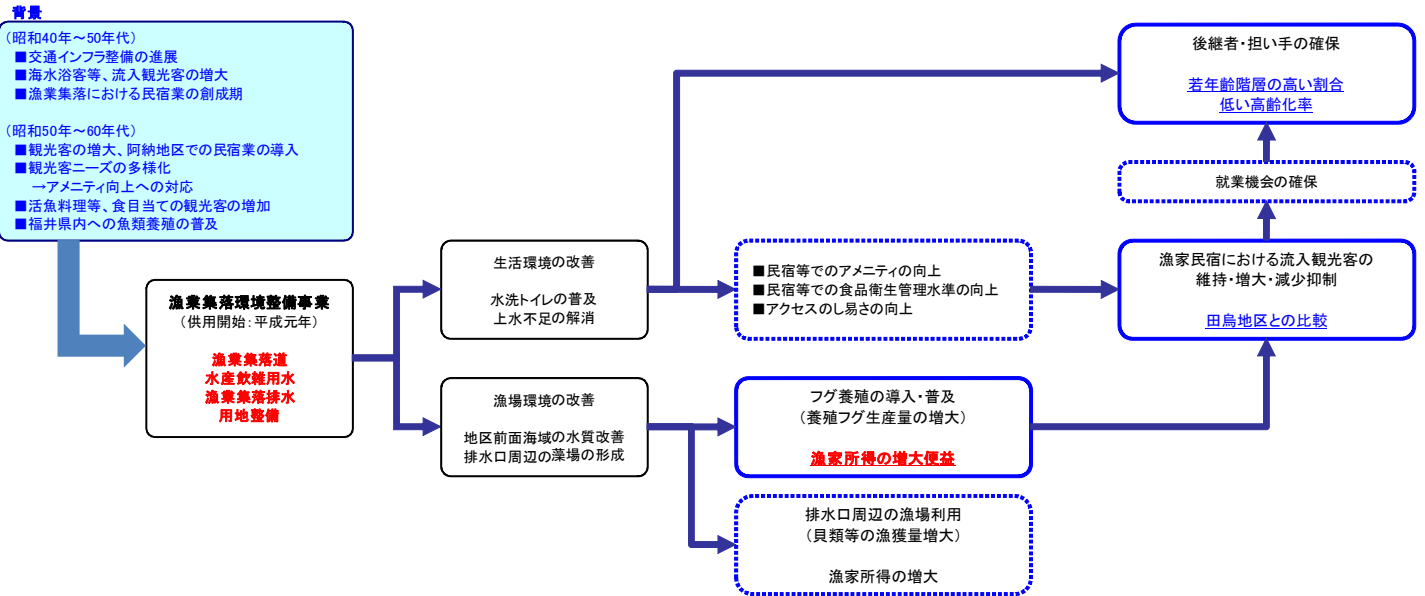 背景
(昭和40年～50年代)
■交通インフラ整備の進展
■海水浴客等、流入観光客の増大
■漁業集落における民宿業の創成期
(昭和50年～60年代)
■観光客の増大、阿納地区での民宿業の導入
■観光客ニーズの多様化
→アメニティ向上への対応
■活魚料理等、食目当ての観光客の増加
■福井県内への魚類養殖の普及
漁業集落環境整備事業
(供用開始：平成元年)
漁業集落道
水産飲雑用水
漁業集落排水
用地整備
生活環境の改善
水洗トイレの普及
上水不足の解消
漁場環境の改善
地区前面海域の水質改善
排水口周辺の藻場の形成
■民宿等でのアメニティの向上
■民宿等での食品衛生管理水準の向上
■アクセスのし易さの向上
フグ養殖の導入・普及
(養殖フグ生産量の増大)
漁家所得の増大便益
排水口周辺の漁場利用
(貝類等の漁獲量増大)
漁家所得の増大
後継者・担い手の確保
若年齢階層の高い割合
低い高齢化率
就業機会の確保
漁家民宿における流入観光客の
維持・増大・減少抑制
田烏地区との比較